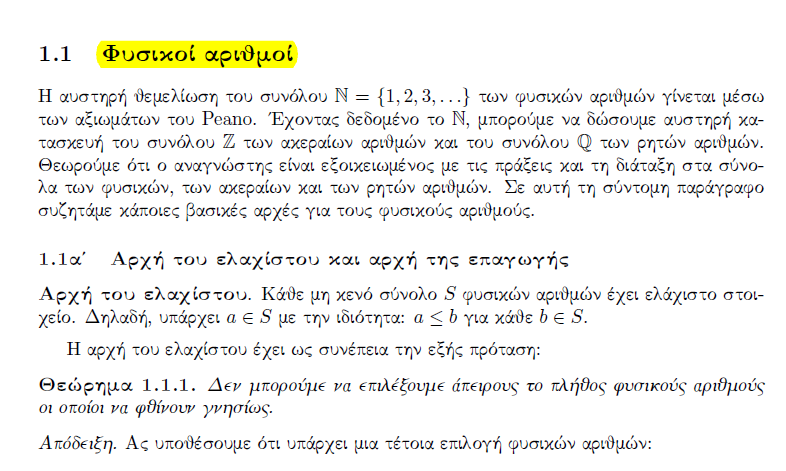 1.1 Φυσικοί αριθμοί
Η αυστηρή θεμελίωση του συνόλου ℕ = {1, 2, 3, . . .} των φυσικών αριθμών γίνεται μέσω
των αξιωμάτων του Peano. Έχοντας δεδομένο το ℕ, μπορούμε να δώσουμε αυστηρή κα-
τασκευή του συνόλου ℤ των ακεραίων αριθμών και του συνόλου ℚ των ρητών αριθμών.
Θεωρούμε ότι ο αναγνώστης είναι εξοικειωμένος με τις πράξεις και τη διάταξη στα σύνο-
λα των φυσικών, των ακεραίων και των ρητών αριθμών. Σε αυτή τη σύντομη παράγραφο
συζητάμε κάποιες βασικές αρχές για τους φυσικούς αριθμούς.
1.1αʹ Αρχή του ελαχίστου και αρχή της επαγωγής
Αρχή του ελαχίστου. Κάθε μη κενό σύνολο S φυσικών αριθμών έχει ελάχιστο στοι-
χείο. Δηλαδή, υπάρχει a ∈ S με την ιδιότητα: a ≤ b για κάθε b ∈ S.
Η αρχή του ελαχίστου έχει ως συνέπεια την εξής πρόταση:
Θεώρημα 1.1.1. Δεν μπορούμε να επιλέξουμε άπειρους το πλήθος φυσικούς αριθμούς
οι οποίοι να φθίνουν γνησίως.
Απόδειξη. Ας υποθέσουμε ότι υπάρχει μια τέτοια επιλογή φυσικών αριθμών: